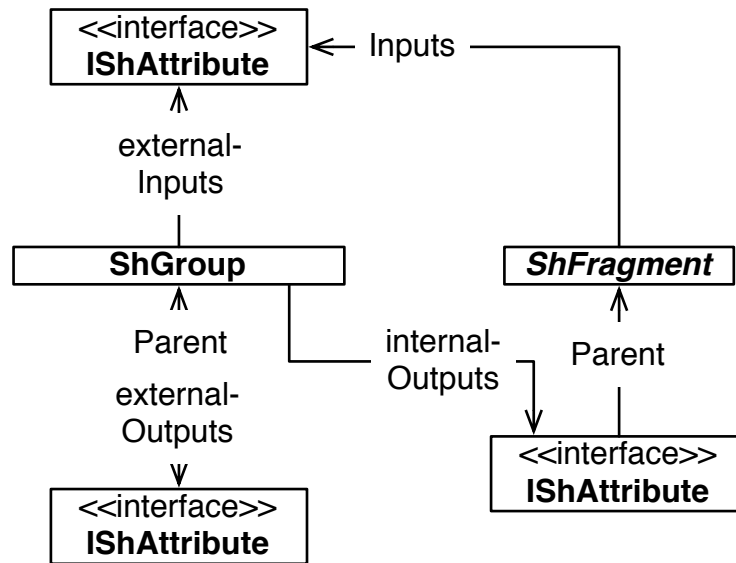 <<interface>>
IShAttribute
Inputs
external-
Inputs
ShGroup
ShFragment
Parent
external-
Outputs
internal-
Outputs
Parent
<<interface>>
IShAttribute
<<interface>>
IShAttribute